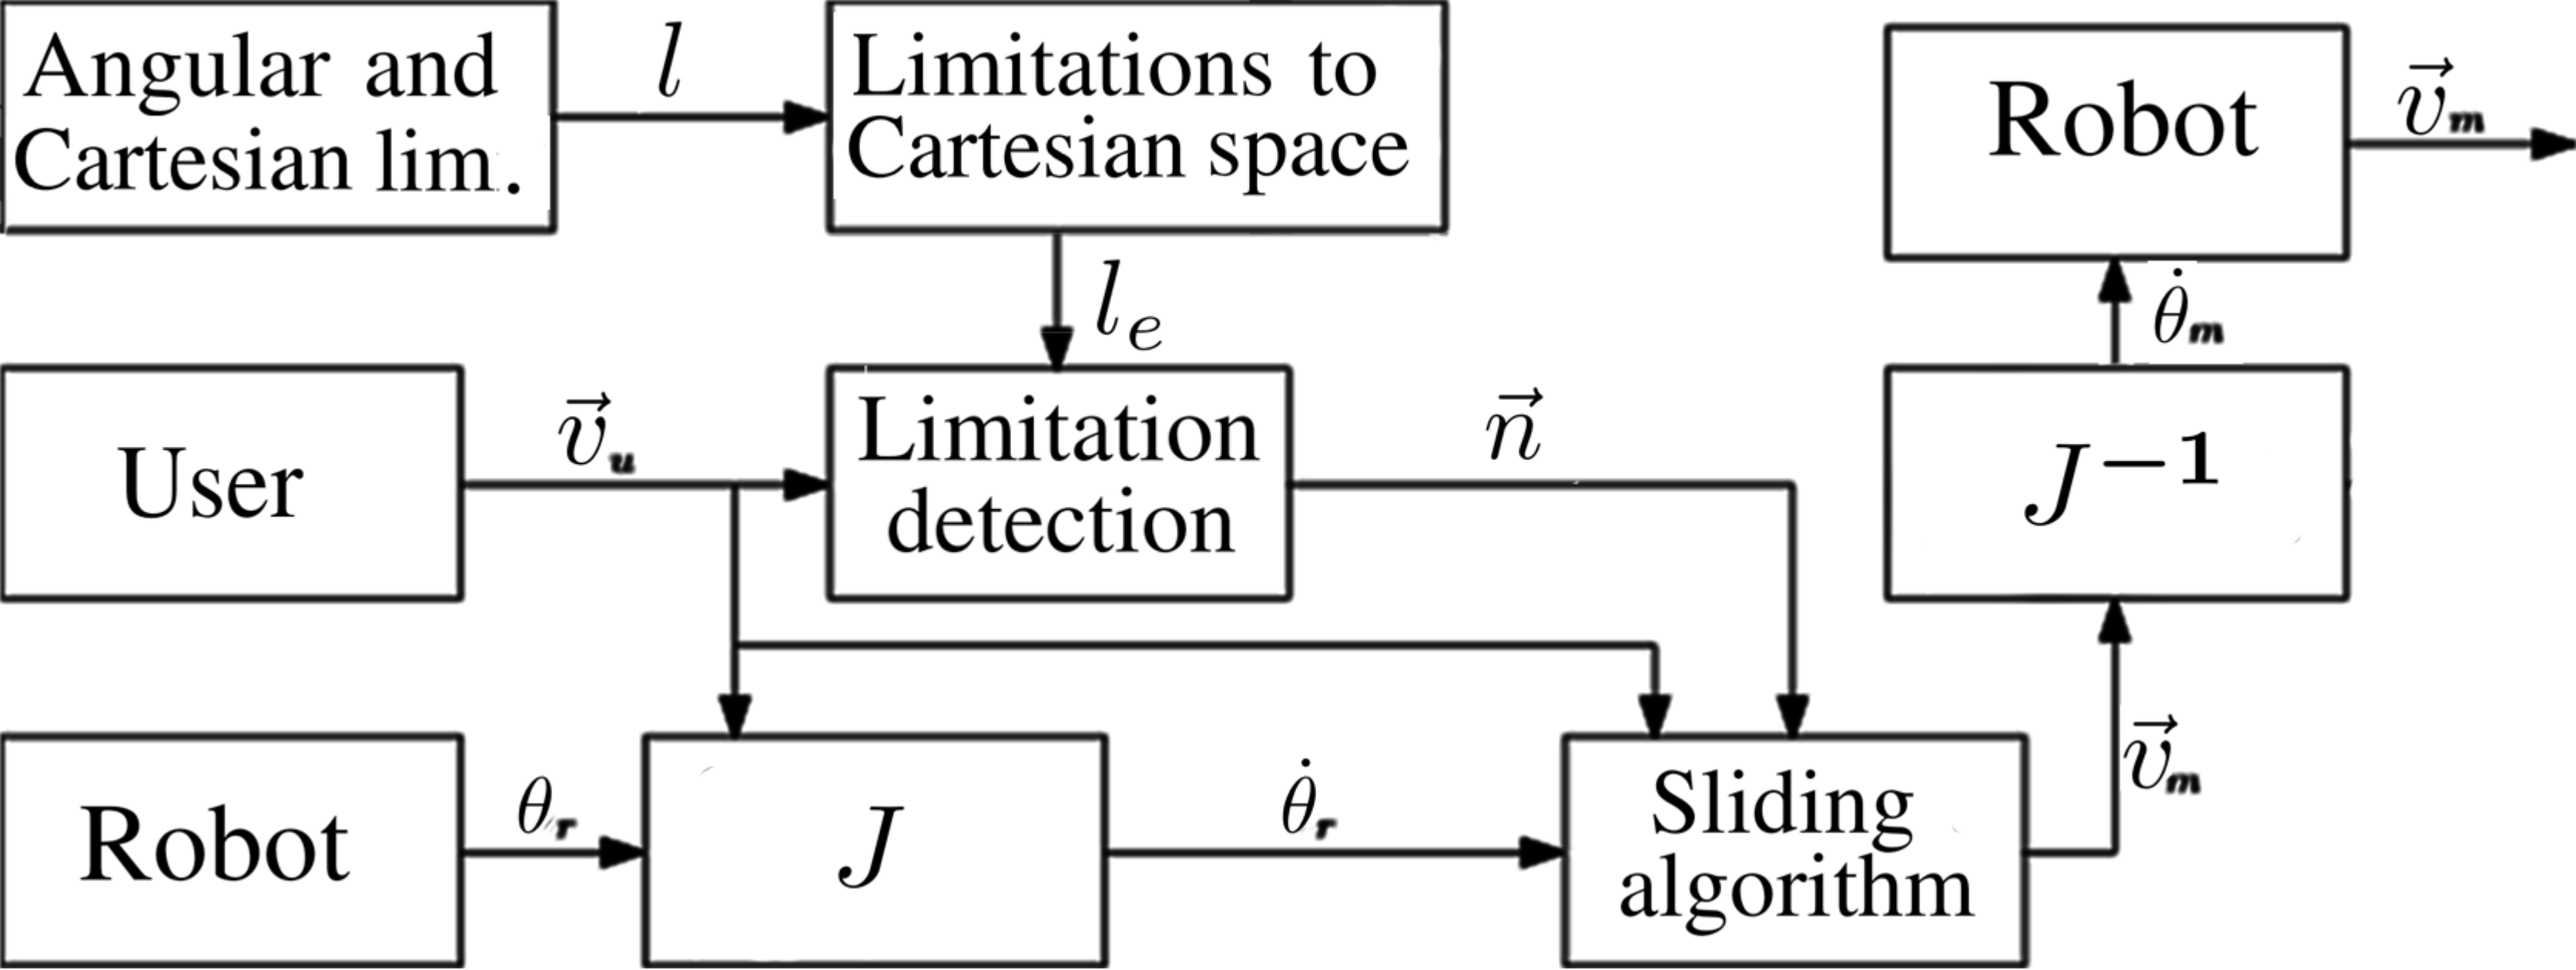 Angular and
Cartesian lim.
l
Limitations to
Cartesian space
Robot
v⃗ₘ
lₑ
θ̇ₘ
User
v⃗ᵤ
Limitation
detection
n⃗
J⁻¹
Robot
θᵣ
J
θ̇ᵣ
Sliding
algorithm
v⃗ₘ